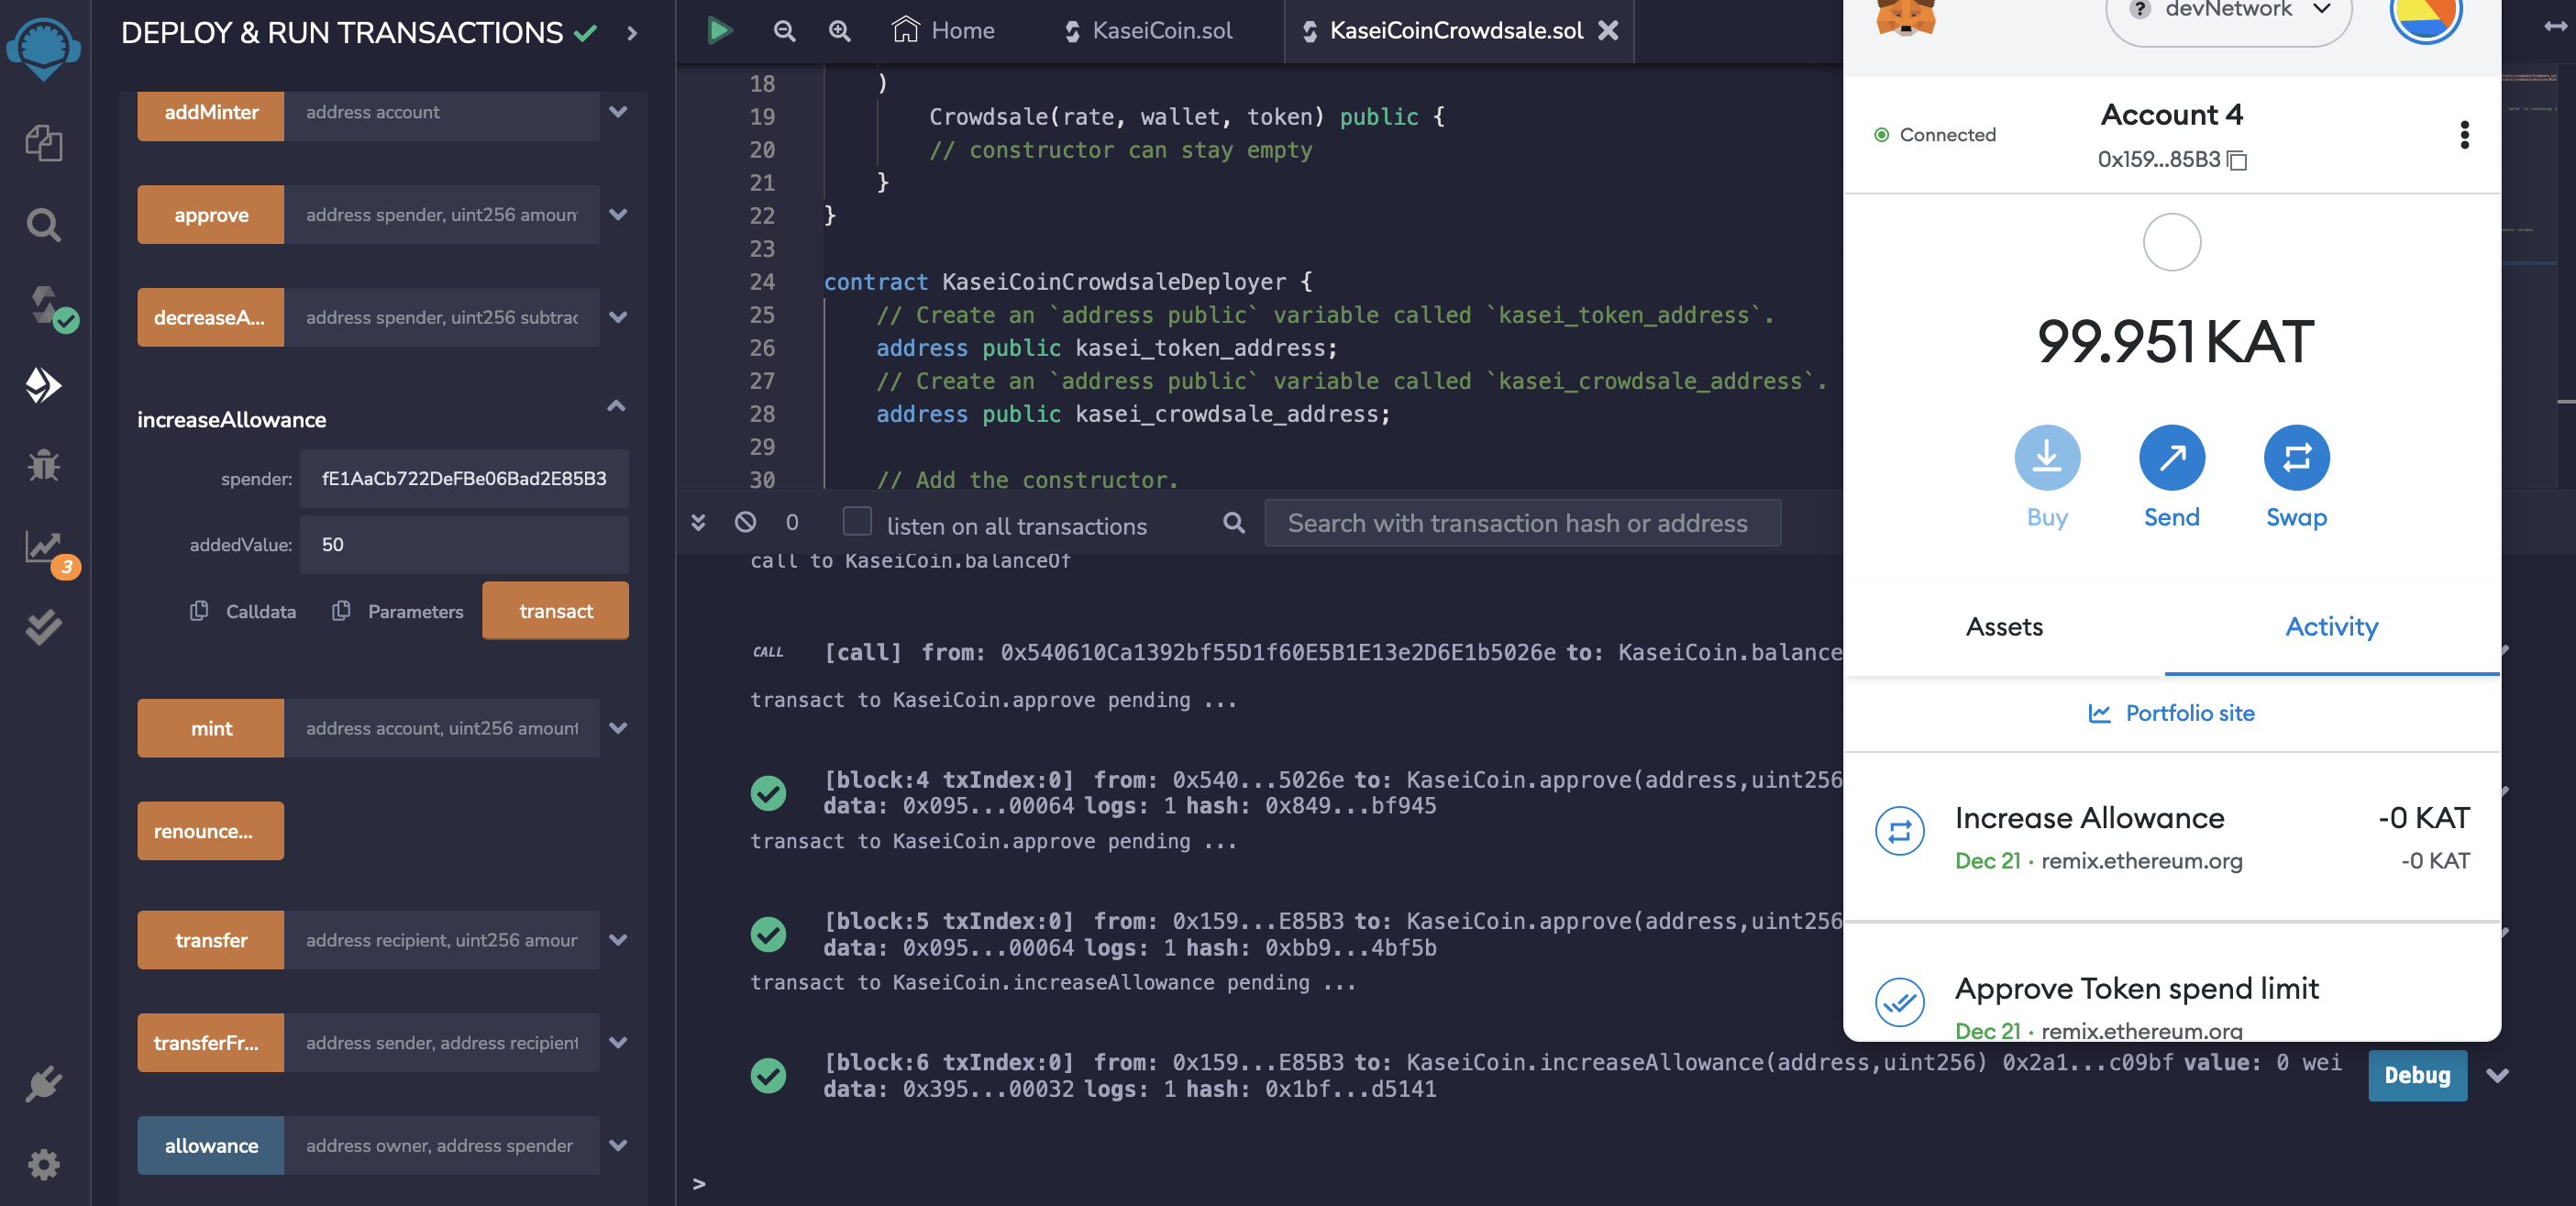 DEPLOY & RUN TRANSACTIONS
addMinter address account
approve address spender, uint256 amoun
decreaseA... address spender, uint256 subtrac
increaseAllowance
spender: fE1AaCb722DeFBe06Bad2E85B3
addedValue: 50
Calldata Parameters transact
mint address account, uint256 amount
renounce...
transfer address recipient, uint256 amour
transferFr... address sender, address recipient
allowance address owner, address spender
3
Home KaseiCoin.sol KaseiCoinCrowdsale.sol
18 )
19 Crowdsale(rate, wallet, token) public {
20 // constructor can stay empty
21 }
22 }
23
24 contract KaseiCoinCrowdsaleDeployer {
25 // Create an `address public` variable called `kasei_token_address`.
26 address public kasei_token_address;
27 // Create an `address public` variable called `kasei_crowdsale_address`.
28 address public kasei_crowdsale_address;
29
30 // Add the constructor.
0 listen on all transactions Search with transaction hash or address
call to KaseiCoin.balanceOf
CALL [call] from: 0x540610Ca1392bf55D1f60E5B1E13e2D6E1b5026e to: KaseiCoin.balance
transact to KaseiCoin.approve pending ...
[block:4 txIndex:0] from: 0x540...5026e to: KaseiCoin.approve(address,uint256
data: 0x095...00064 logs: 1 hash: 0x849...bf945
transact to KaseiCoin.approve pending ...
[block:5 txIndex:0] from: 0x159...E85B3 to: KaseiCoin.approve(address,uint256
data: 0x095...00064 logs: 1 hash: 0xbb9...4bf5b
transact to KaseiCoin.increaseAllowance pending ...
[block:6 txIndex:0] from: 0x159...E85B3 to: KaseiCoin.increaseAllowance(address,uint256) 0x2a1...c09bf value: 0 wei
data: 0x395...00032 logs: 1 hash: 0x1bf...d5141
Debug
>
? devNetwork
Connected
Account 4
0x159...85B3
99.951 KAT
Buy Send Swap
Assets Activity
Portfolio site
Increase Allowance -0 KAT
Dec 21 · remix.ethereum.org -0 KAT
Approve Token spend limit
Dec 21 · remix.ethereum.org